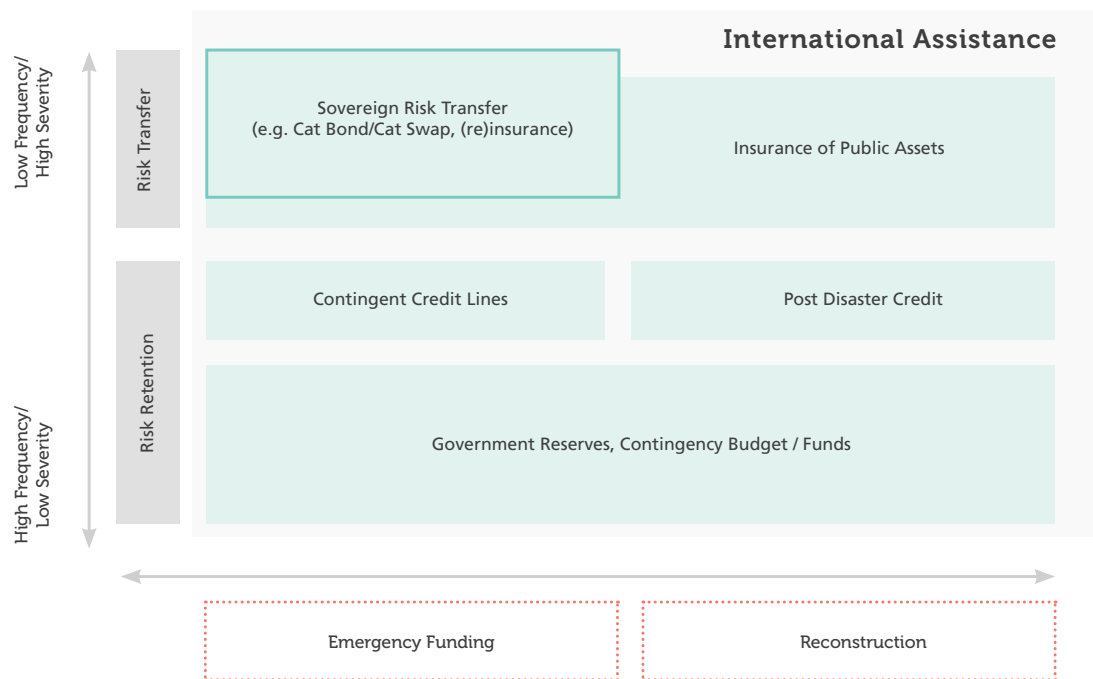 International Assistance
Low Frequency/
High Severity
Risk Transfer
Sovereign Risk Transfer
(e.g. Cat Bond/Cat Swap, (re)insurance)
Insurance of Public Assets
High Frequency/
Low Severity
Risk Retention
Contingent Credit Lines
Post Disaster Credit
Government Reserves, Contingency Budget / Funds
Emergency Funding
Reconstruction